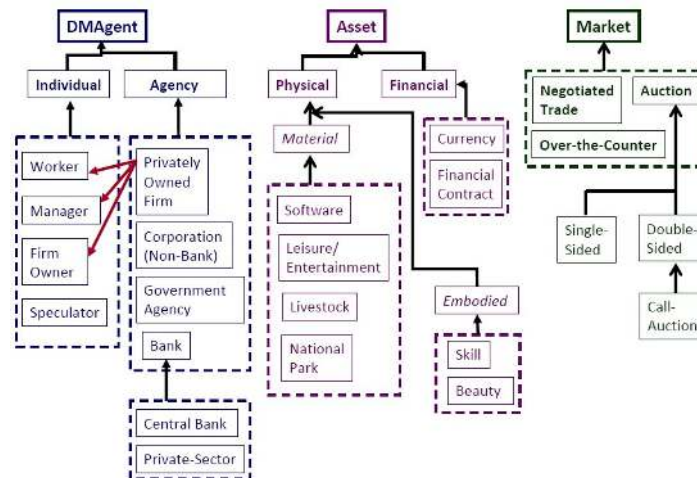 DMAgent
Individual
Agency
Worker
Manager
Firm
Owner
Speculator
Privately
Owned
Firm
Corporation
(Non-Bank)
Government
Agency
Bank
Central Bank
Private-Sector
Asset
Physical
Financial
Material
Software
Leisure/
Entertainment
Livestock
National
Park
Currency
Financial
Contract
Embodied
Skill
Beauty
Market
Negotiated
Trade
Auction
Over-the-Counter
Single-
Sided
Double-
Sided
Call-
Auction